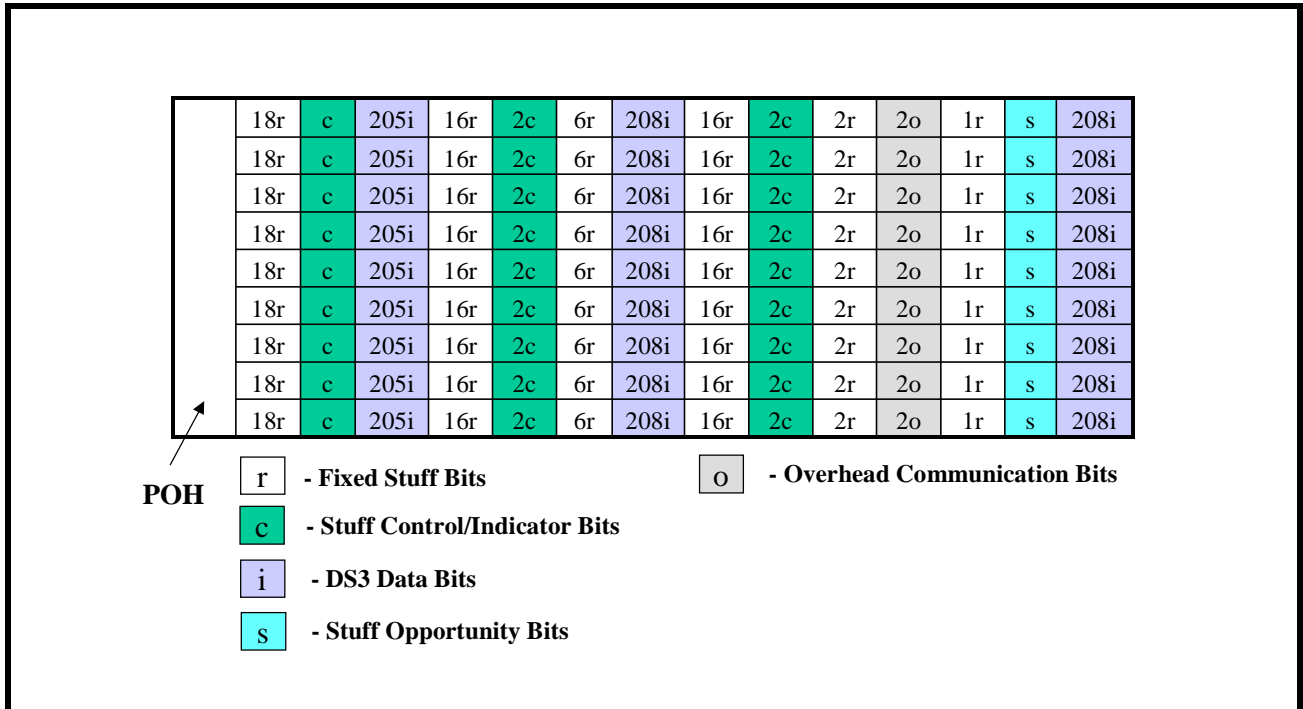 18r c 205i 16r 2c 6r 208i 16r 2c 2r 2o 1r s 208i
18r c 205i 16r 2c 6r 208i 16r 2c 2r 2o 1r s 208i
18r c 205i 16r 2c 6r 208i 16r 2c 2r 2o 1r s 208i
18r c 205i 16r 2c 6r 208i 16r 2c 2r 2o 1r s 208i
18r c 205i 16r 2c 6r 208i 16r 2c 2r 2o 1r s 208i
18r c 205i 16r 2c 6r 208i 16r 2c 2r 2o 1r s 208i
18r c 205i 16r 2c 6r 208i 16r 2c 2r 2o 1r s 208i
18r c 205i 16r 2c 6r 208i 16r 2c 2r 2o 1r s 208i
18r c 205i 16r 2c 6r 208i 16r 2c 2r 2o 1r s 208i
POH
r - Fixed Stuff Bits
o - Overhead Communication Bits
c - Stuff Control/Indicator Bits
i - DS3 Data Bits
s - Stuff Opportunity Bits